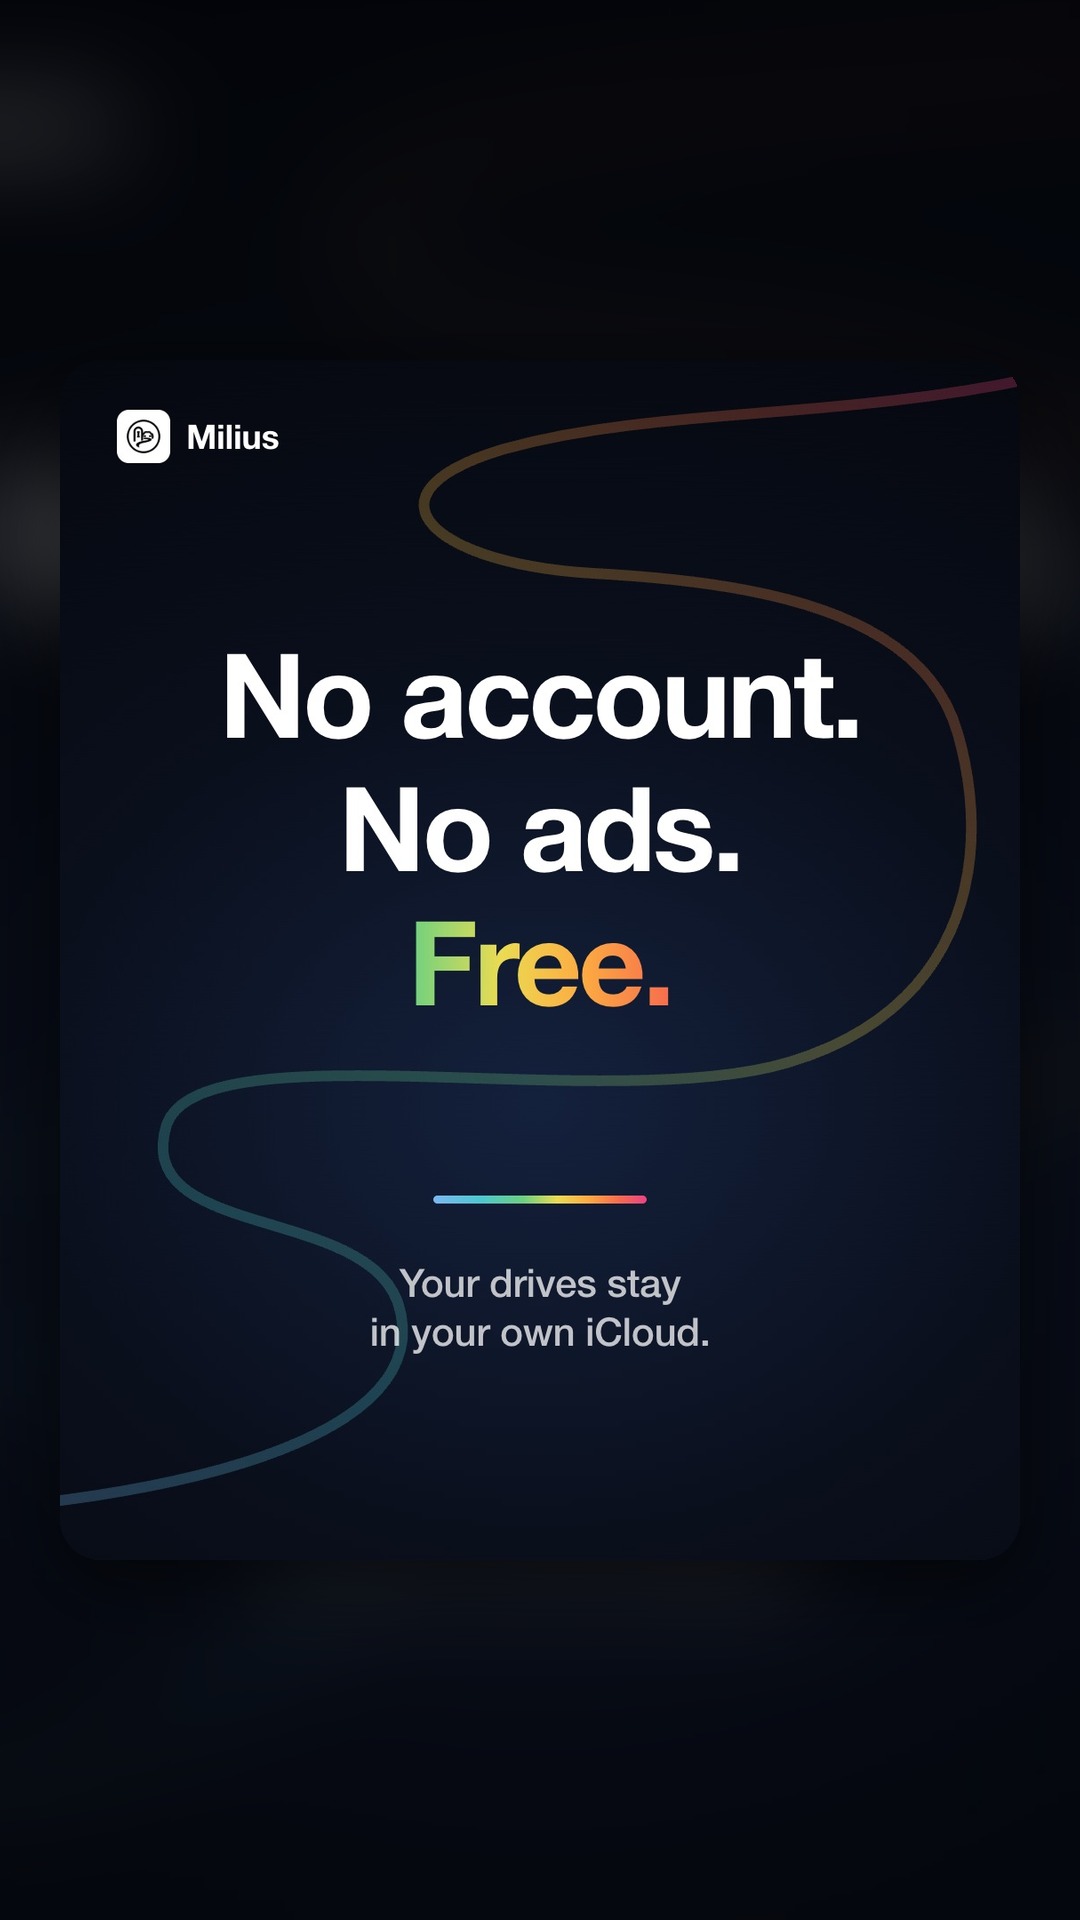 Milius
No account.
No ads.
Free.
Your drives stay
in your own iCloud.